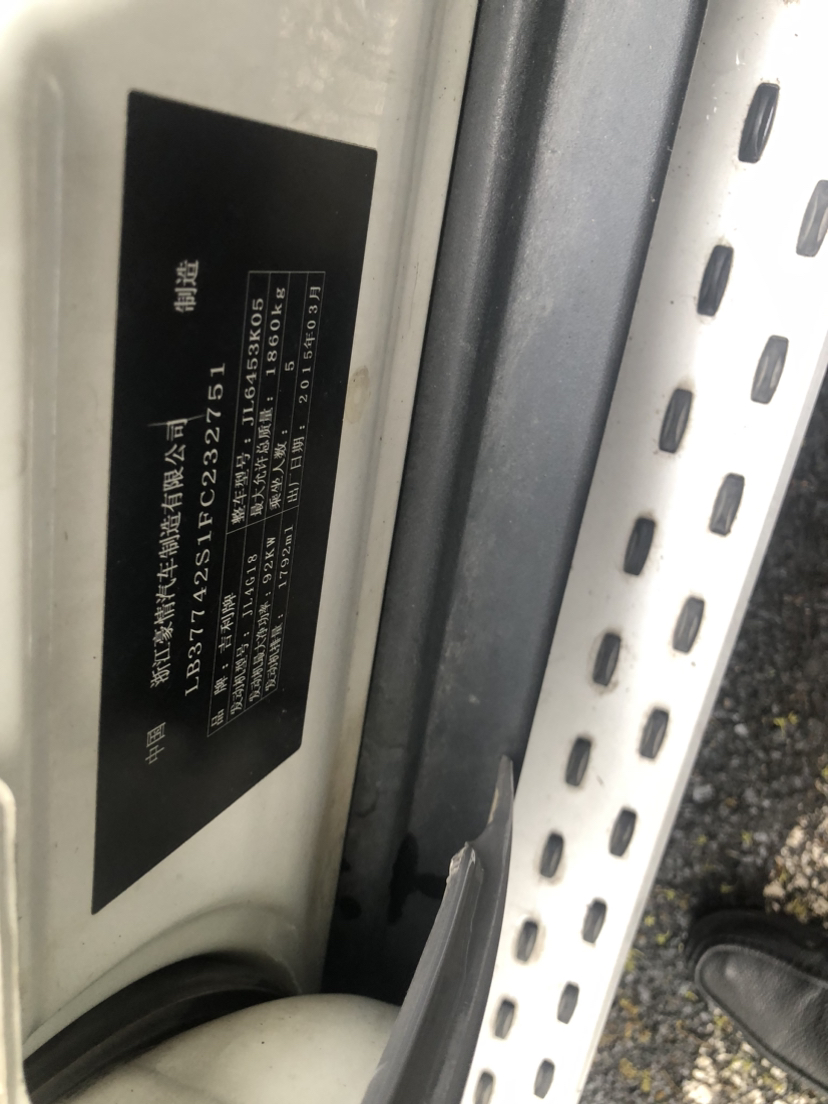 中国 浙江豪情汽车制造有限公司 制造
LB37742S1FC232751
品 牌：吉利牌 整车型号：JL6453K05
发动机型号：JL4G18 最大允许总质量：1860kg
发动机最大净功率：92KW 乘坐人数：5
发动机排量：1792ml 出厂日期：2015年03月